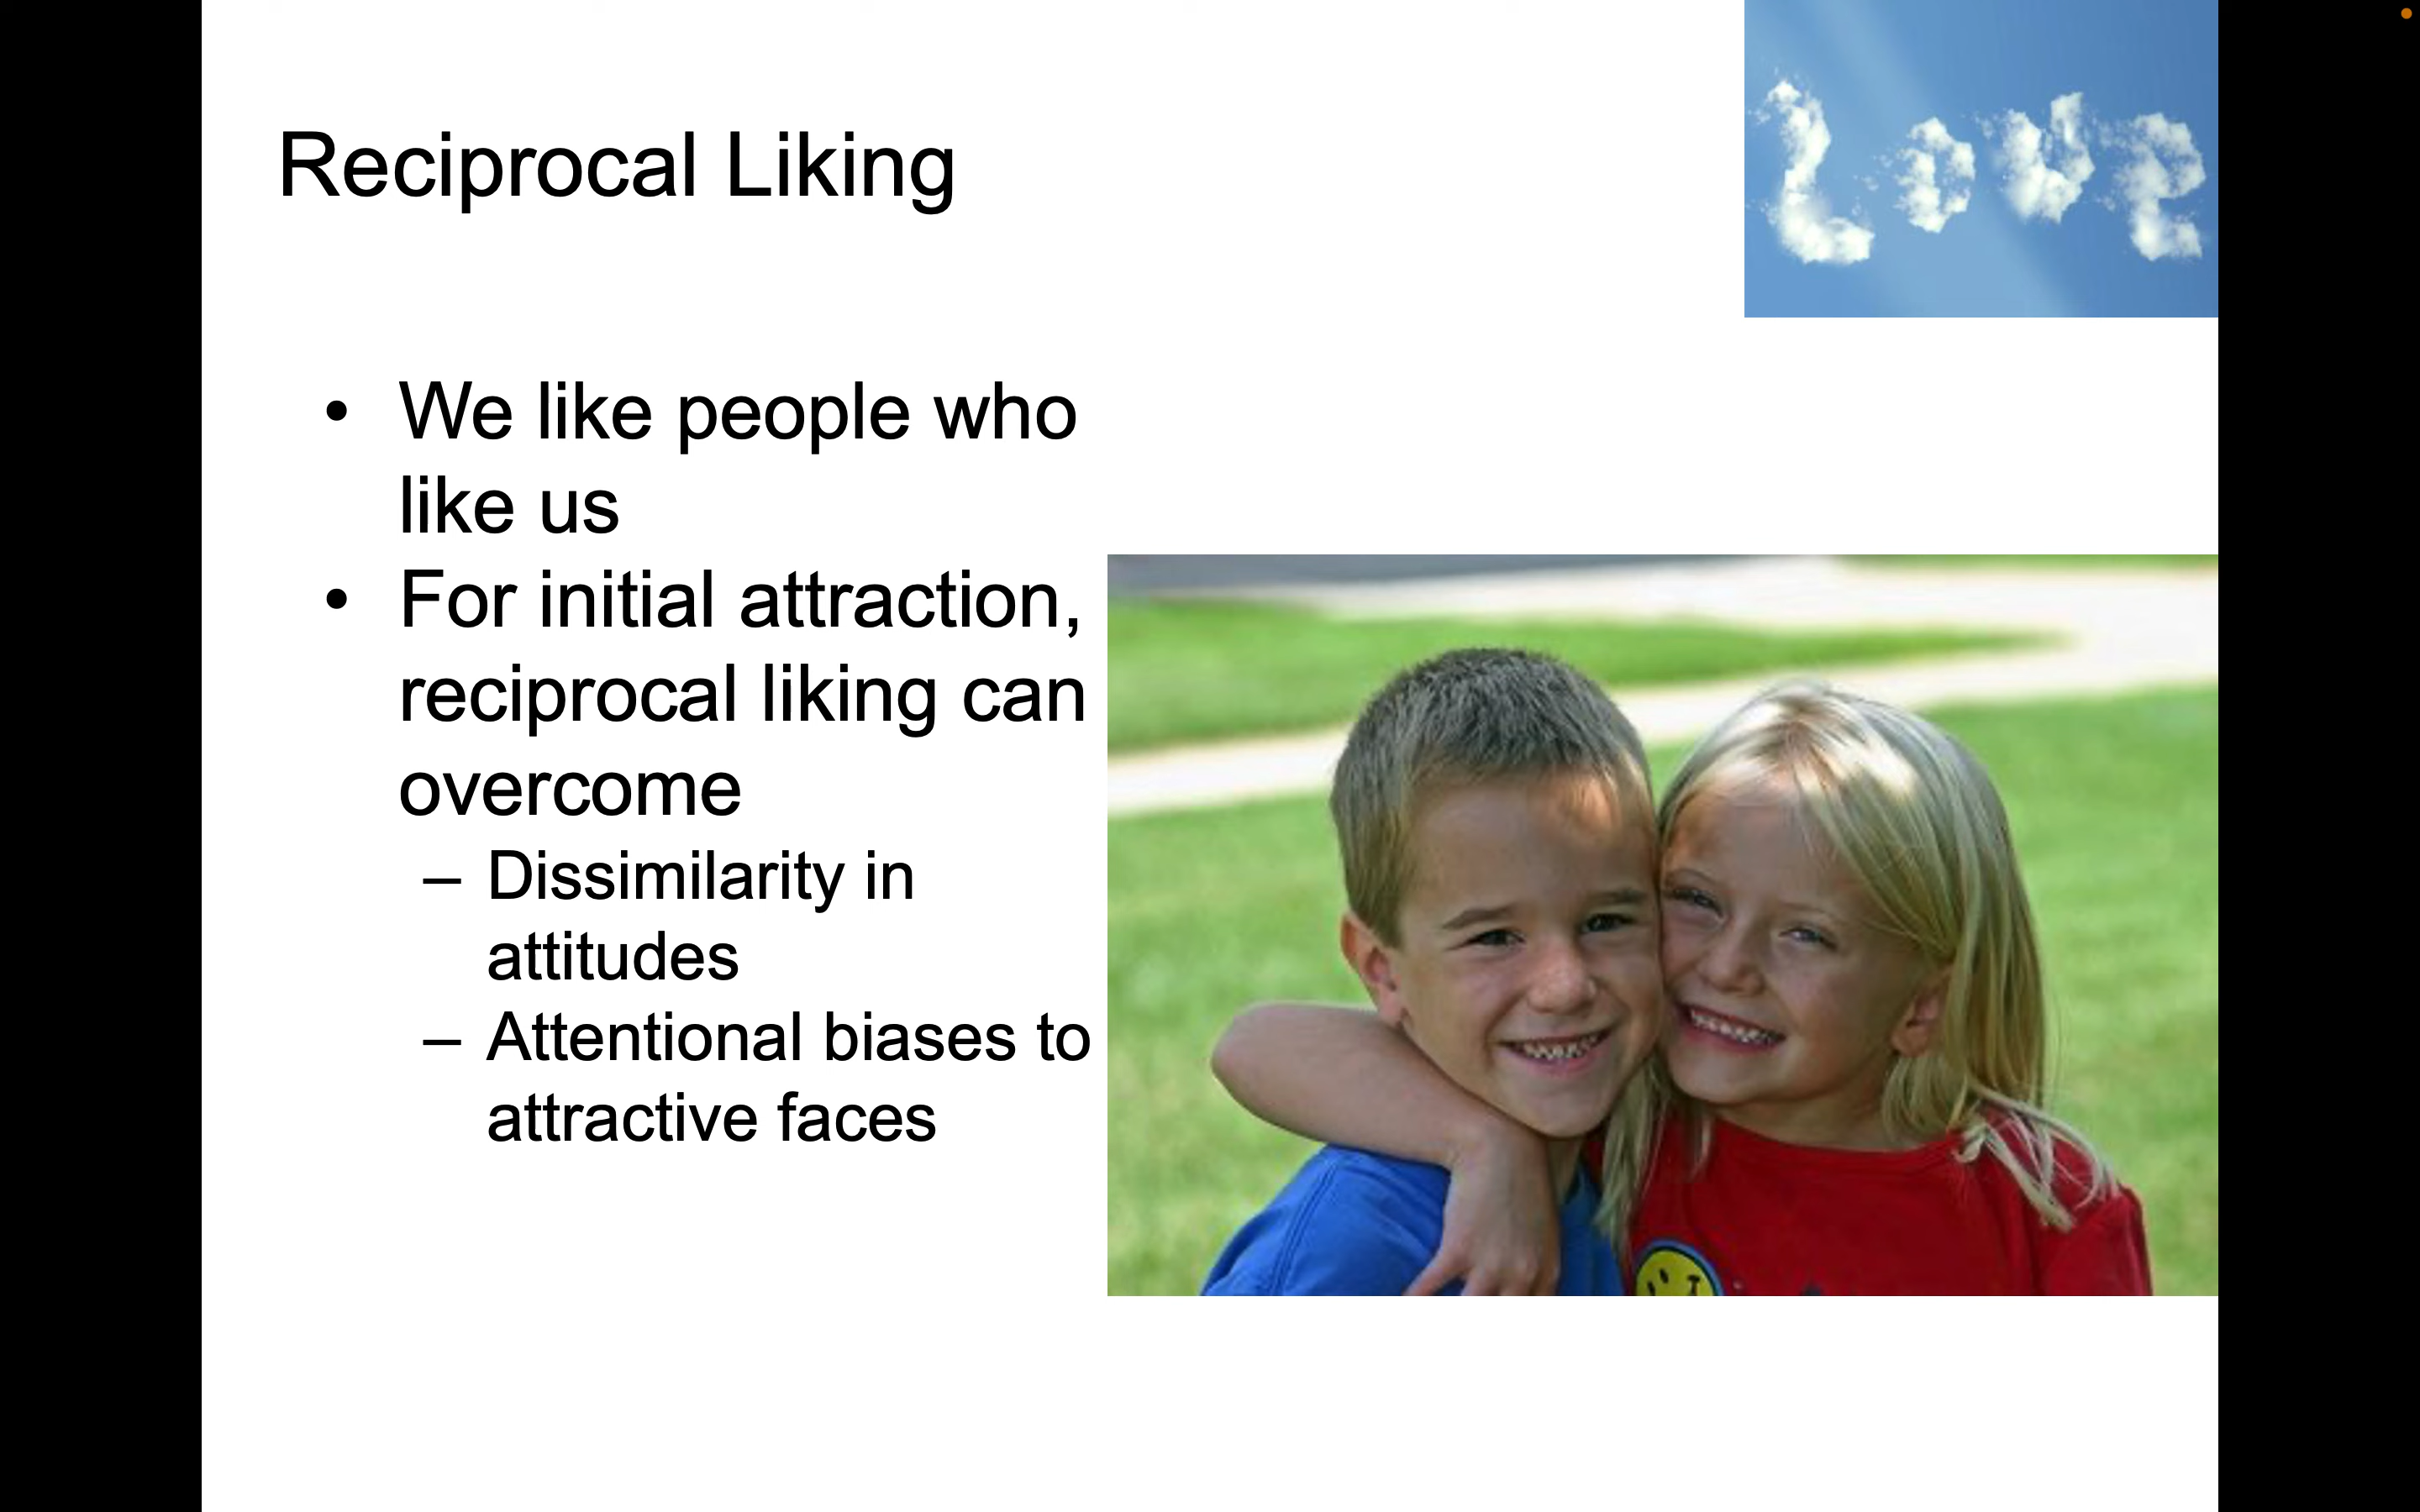 Love
Reciprocal Liking
• We like people who
like us
• For initial attraction,
reciprocal liking can
overcome
– Dissimilarity in
attitudes
– Attentional biases to
attractive faces